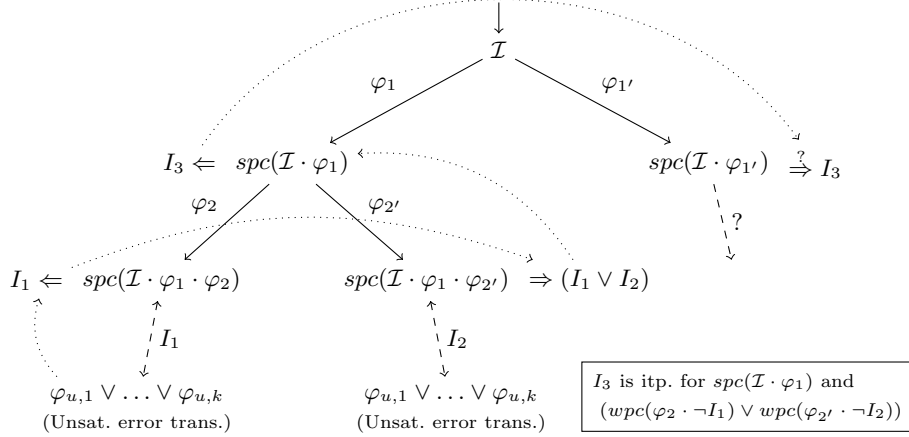 𝓘
φ₁ φ₁′
I₃ ⇐ spc(𝓘 · φ₁) spc(𝓘 · φ₁′) ?⇒ I₃
φ₂ φ₂′ ?
I₁ ⇐ spc(𝓘 · φ₁ · φ₂) spc(𝓘 · φ₁ · φ₂′) ⇒ (I₁ ∨ I₂)
I₁ I₂
φᵤ,₁ ∨ … ∨ φᵤ,ₖ φᵤ,₁ ∨ … ∨ φᵤ,ₖ
(Unsat. error trans.) (Unsat. error trans.)
I₃ is itp. for spc(𝓘 · φ₁) and
(wpc(φ₂ · ¬I₁) ∨ wpc(φ₂′ · ¬I₂))